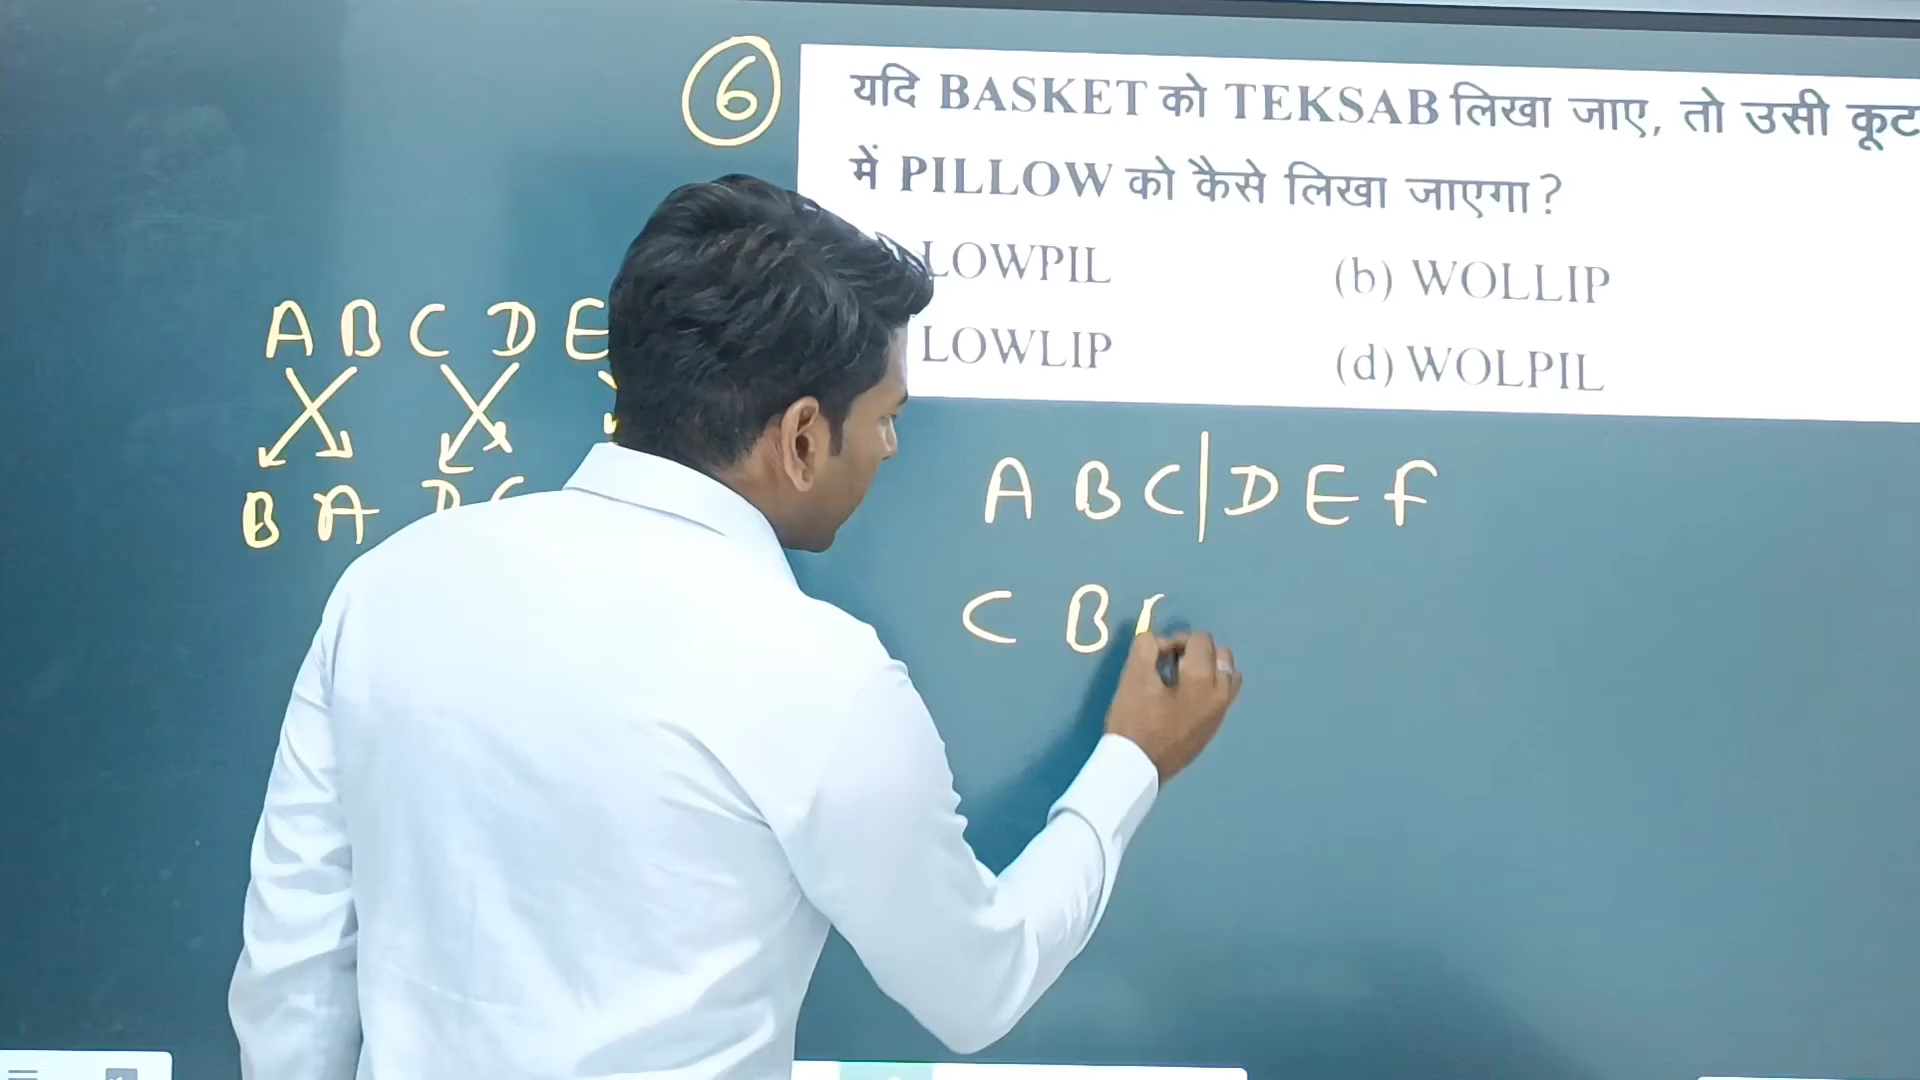 6
यदि BASKET को TEKSAB लिखा जाए, तो उसी कूट
में PILLOW को कैसे लिखा जाएगा?
LOWPIL
(b) WOLLIP
LOWLIP
(d) WOLPIL
A B C D E
B A D C
A B C | D E F
C B